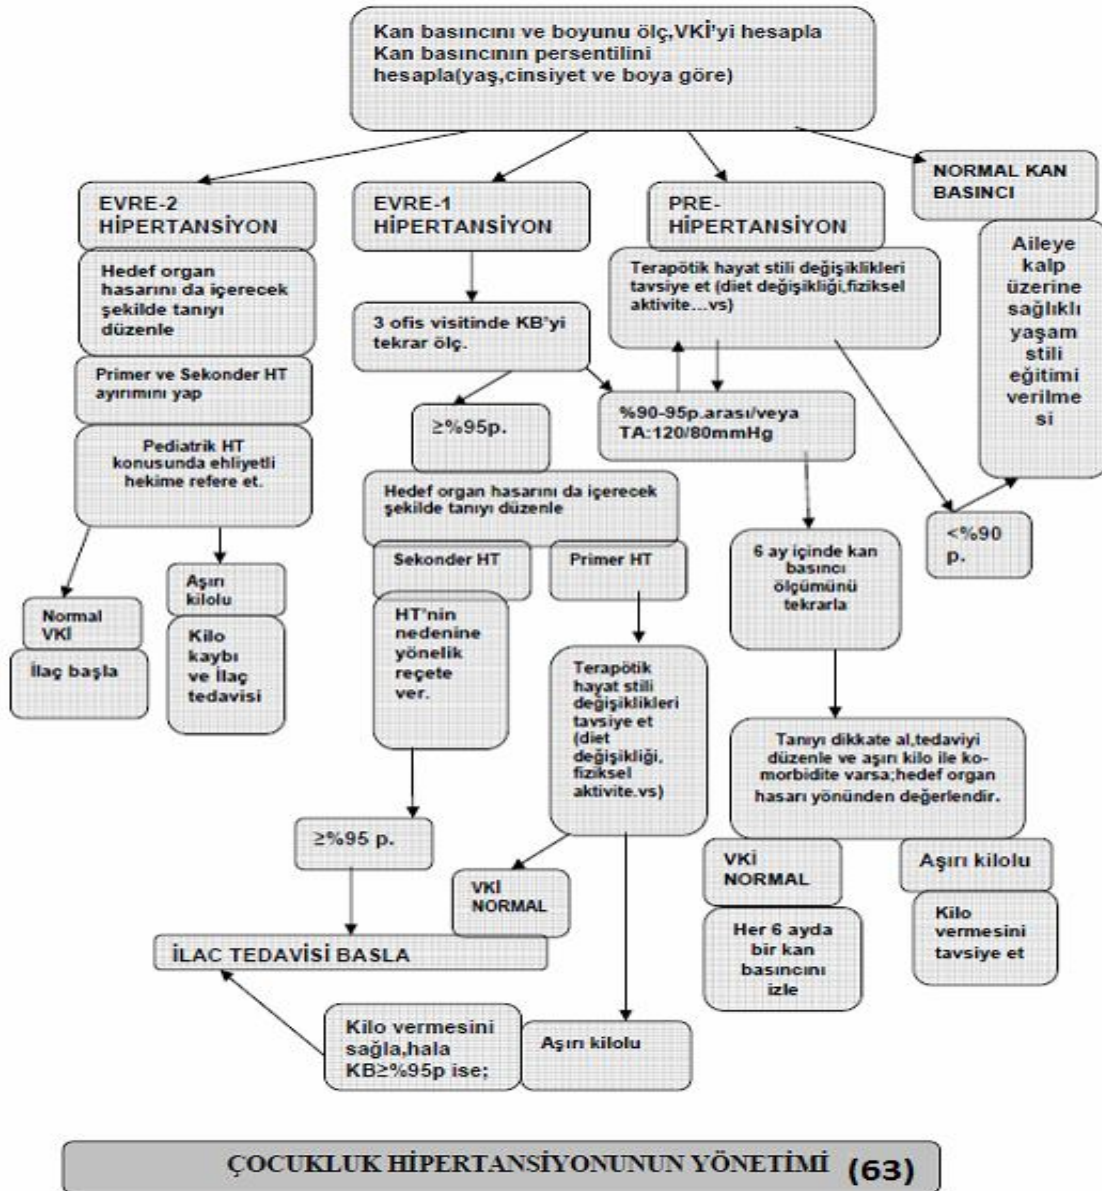 Kan basıncını ve boyunu ölç,VKİ'yi hesapla
Kan basıncının persentilini
hesapla(yaş,cinsiyet ve boya göre)
EVRE-2
HİPERTANSİYON
Hedef organ
hasarını da içerecek
şekilde tanıyı
düzenle
Primer ve Sekonder HT
ayırımını yap
Pediatrik HT
konusunda ehliyetli
hekime refere et.
Normal
VKİ
İlaç başla
Aşırı
kilolu
Kilo
kaybı
ve İlaç
tedavisi
EVRE-1
HİPERTANSİYON
3 ofis visitinde KB'yi
tekrar ölç.
≥%95p.
Hedef organ hasarını da içerecek
şekilde tanıyı düzenle
Sekonder HT
HT'nin
nedenine
yönelik
reçete
ver.
≥%95 p.
Primer HT
Terapötik
hayat stili
değişiklikleri
tavsiye et
(diet
değişikliği,
fiziksel
aktivite.vs)
VKİ
NORMAL
İLAC TEDAVİSİ BASLA
Kilo vermesini
sağla,hala
KB≥%95p ise;
Aşırı kilolu
PRE-
HİPERTANSİYON
Terapötik hayat stili değişiklikleri
tavsiye et (diet değişikliği,fiziksel
aktivite...vs)
%90-95p.arası/veya
TA:120/80mmHg
6 ay içinde kan
basıncı
ölçümünü
tekrarla
Tanıyı dikkate al,tedaviyi
düzenle ve aşırı kilo ile ko-
morbidite varsa;hedef organ
hasarı yönünden değerlendir.
VKİ
NORMAL
Her 6 ayda
bir kan
basıncını
izle
Aşırı kilolu
Kilo
vermesini
tavsiye et
NORMAL KAN
BASINCI
Aileye
kalp
üzerine
sağlıklı
yaşam
stili
eğitimi
verilme
si
<%90
p.
ÇOCUKLUK HİPERTANSİYONUNUN YÖNETİMİ (63)